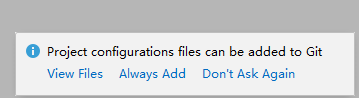 Project configurations files can be added to Git
View Files Always Add Don't Ask Again